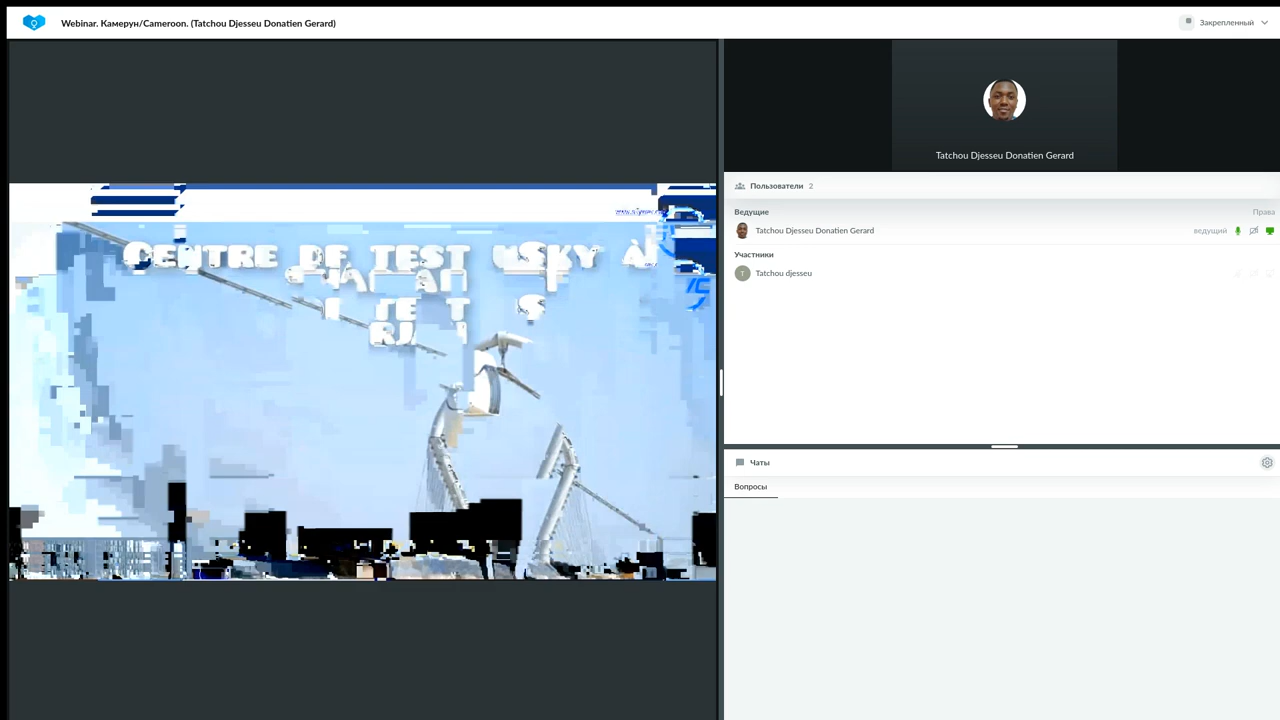 Webinar. Камерун/Cameroon. (Tatchou Djesseu Donatien Gerard)
Закрепленный
Tatchou Djesseu Donatien Gerard
Пользователи 2
Ведущие Права
Tatchou Djesseu Donatien Gerard ведущий
Участники
T Tatchou djesseu
Чаты
Вопросы
CENTRE DE TEST